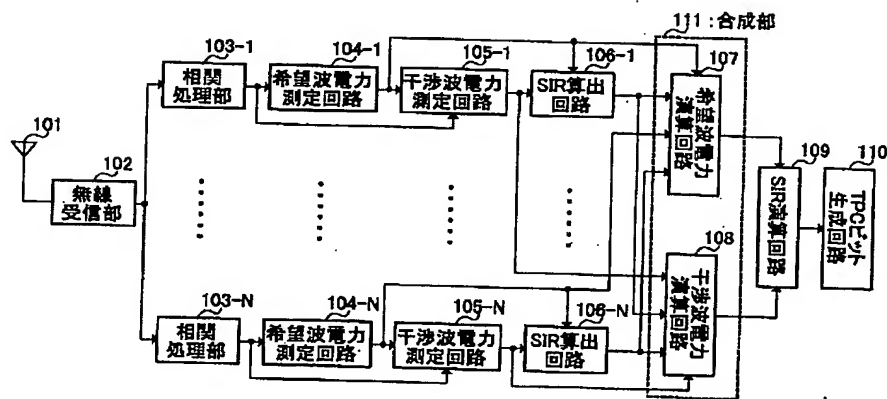 111:合成部
103-1
相関
処理部
104-1
希望波電力
測定回路
105-1
干渉波電力
測定回路
106-1
SIR算出
回路
107
希望波電力
演算回路
101
102
無線
受信部
109
SIR演算回路
110
TPCビット
生成回路
108
干渉波電力
演算回路
103-N
相関
処理部
104-N
希望波電力
測定回路
105-N
干渉波電力
測定回路
106-N
SIR算出
回路